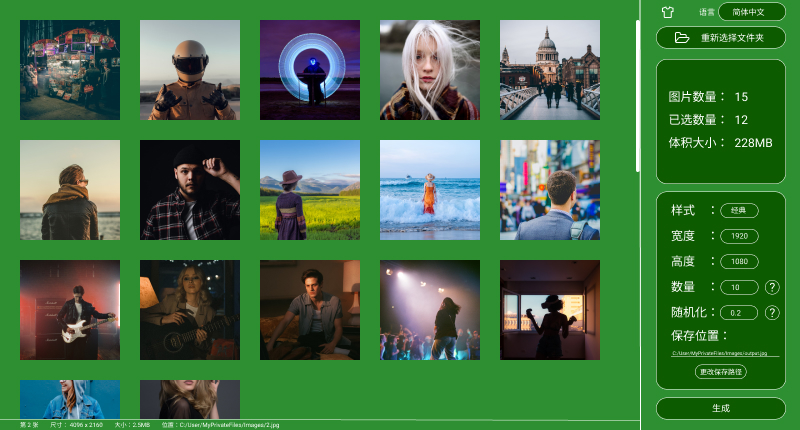 语言 简体中文
重新选择文件夹
图片数量： 15
已选数量： 12
体积大小： 228MB
样式 ： 经典
宽度 ： 1920
高度 ： 1080
数量 ： 10 ?
随机化： 0.2 ?
保存位置：
C:/User/MyPrivateFiles/Images/output.jpg
更改保存路径
生成
第 2 张 尺寸： 4096 x 2160 大小：2.5MB 位置：C:/User/MyPrivateFiles/Images/2.jpg